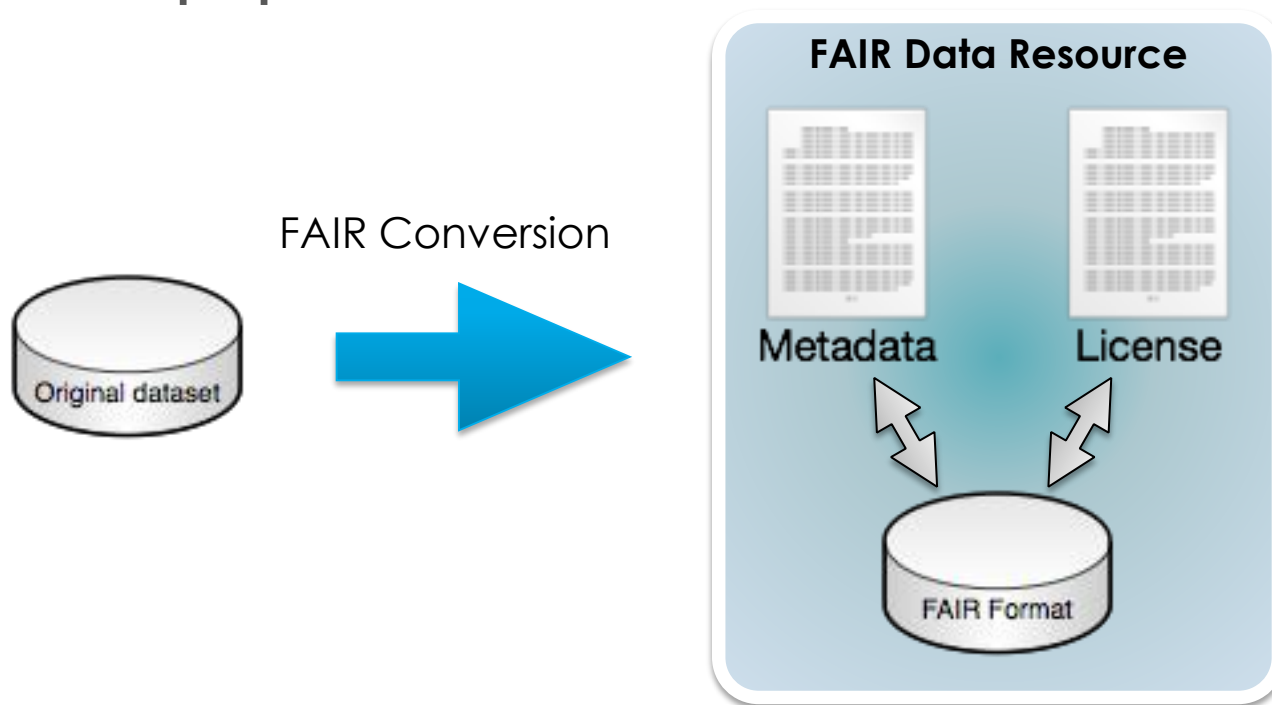 FAIR Data Resource
FAIR Conversion
Original dataset
Metadata
License
FAIR Format